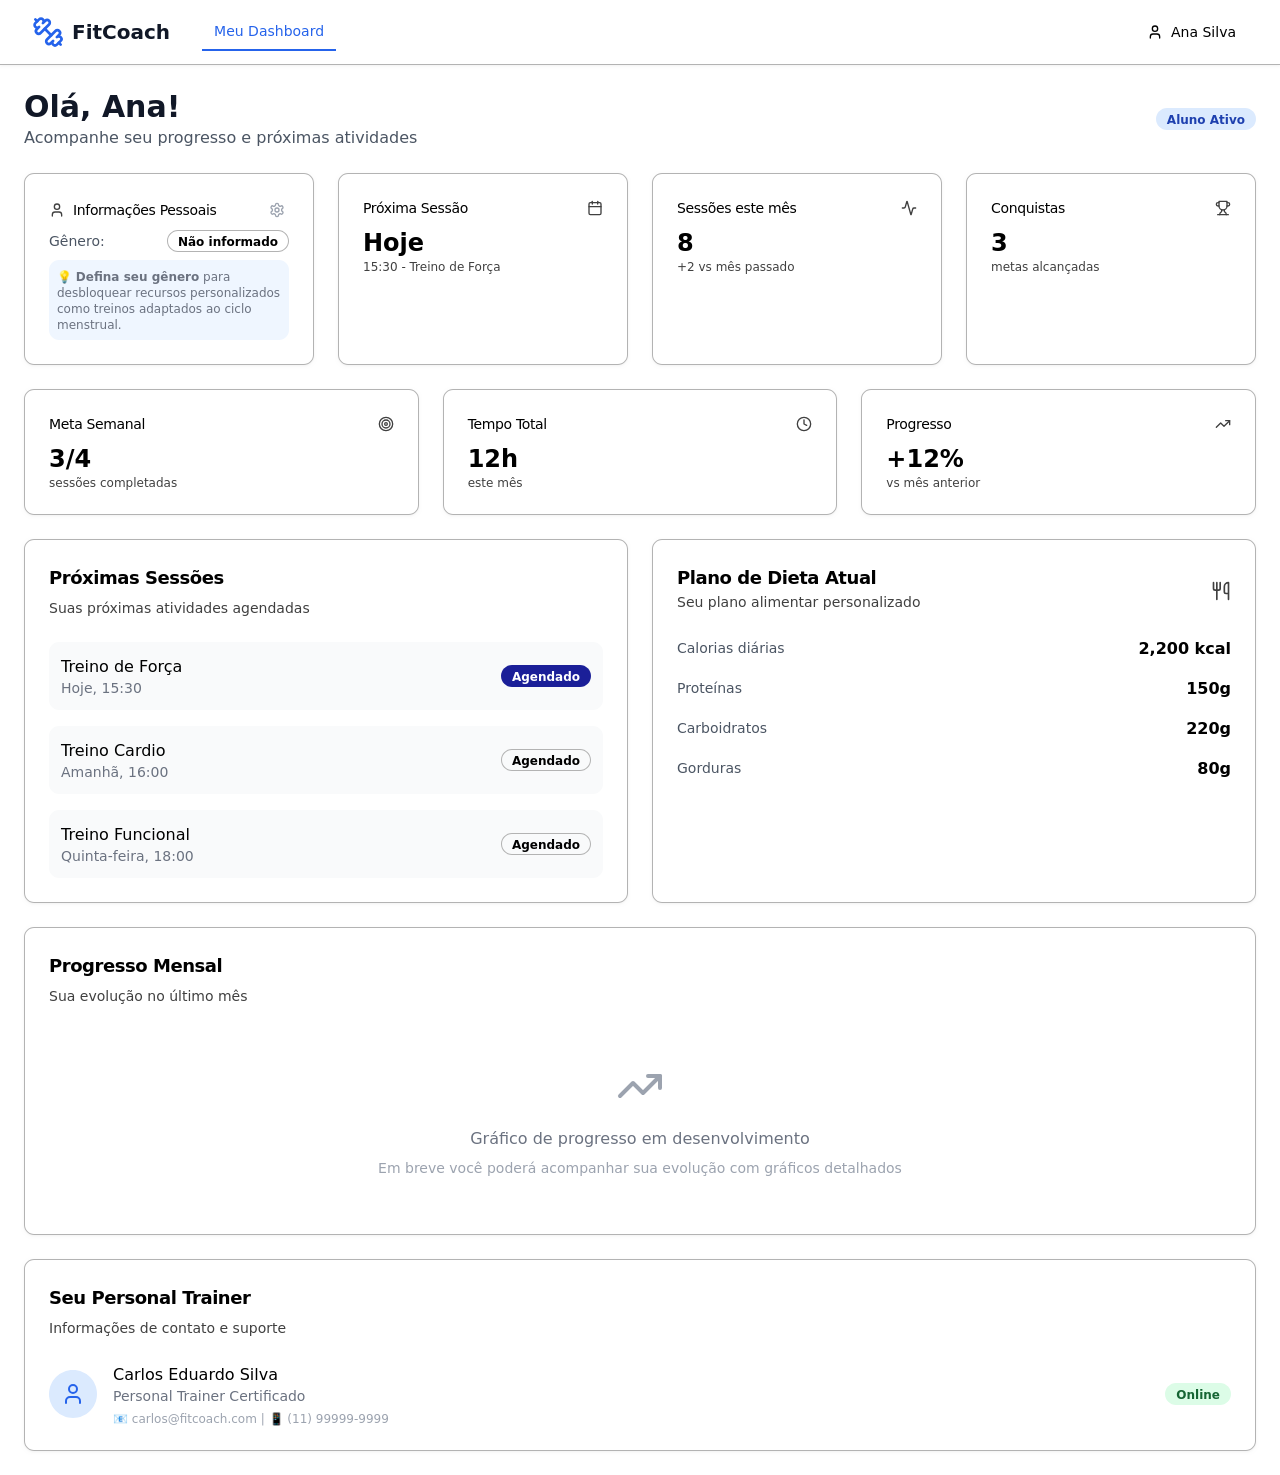 FitCoach
Meu Dashboard
Ana Silva
Olá, Ana!
Acompanhe seu progresso e próximas atividades
Aluno Ativo
Informações Pessoais
Gênero:
Não informado
💡 Defina seu gênero para
desbloquear recursos personalizados
como treinos adaptados ao ciclo
menstrual.
Próxima Sessão
Hoje
15:30 - Treino de Força
Sessões este mês
8
+2 vs mês passado
Conquistas
3
metas alcançadas
Meta Semanal
3/4
sessões completadas
Tempo Total
12h
este mês
Progresso
+12%
vs mês anterior
Próximas Sessões
Suas próximas atividades agendadas
Treino de Força
Hoje, 15:30
Agendado
Treino Cardio
Amanhã, 16:00
Agendado
Treino Funcional
Quinta-feira, 18:00
Agendado
Plano de Dieta Atual
Seu plano alimentar personalizado
Calorias diárias
2,200 kcal
Proteínas
150g
Carboidratos
220g
Gorduras
80g
Progresso Mensal
Sua evolução no último mês
Gráfico de progresso em desenvolvimento
Em breve você poderá acompanhar sua evolução com gráficos detalhados
Seu Personal Trainer
Informações de contato e suporte
Carlos Eduardo Silva
Personal Trainer Certificado
📧 carlos@fitcoach.com | 📱 (11) 99999-9999
Online